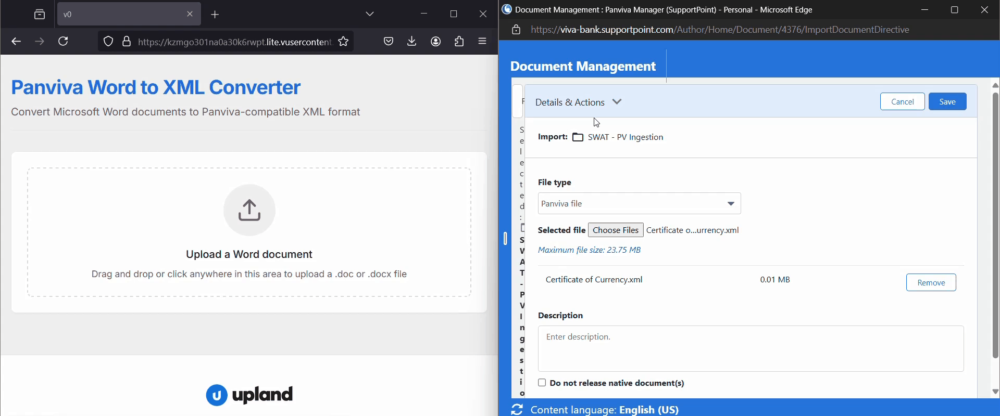 v0
https://kzmgo301na0a30k6rwpt.lite.vusercontent.
Panviva Word to XML Converter
Convert Microsoft Word documents to Panviva-compatible XML format
Upload a Word document
Drag and drop or click anywhere in this area to upload a .doc or .docx file
upland
Document Management : Panviva Manager (SupportPoint) - Personal - Microsoft Edge
https://viva-bank.supportpoint.com/Author/Home/Document/4376/ImportDocumentDirective
Document Management
Details & Actions
Cancel
Save
Import: SWAT - PV Ingestion
File type
Panviva file
Selected file Choose Files Certificate o...urrency.xml
Maximum file size: 23.75 MB
Certificate of Currency.xml 0.01 MB Remove
Description
Enter description.
Do not release native document(s)
S
e
l
e
c
t
e
d
:
S
W
A
T
-
P
V
I
n
g
e
s
t
i
o
Content language: English (US)